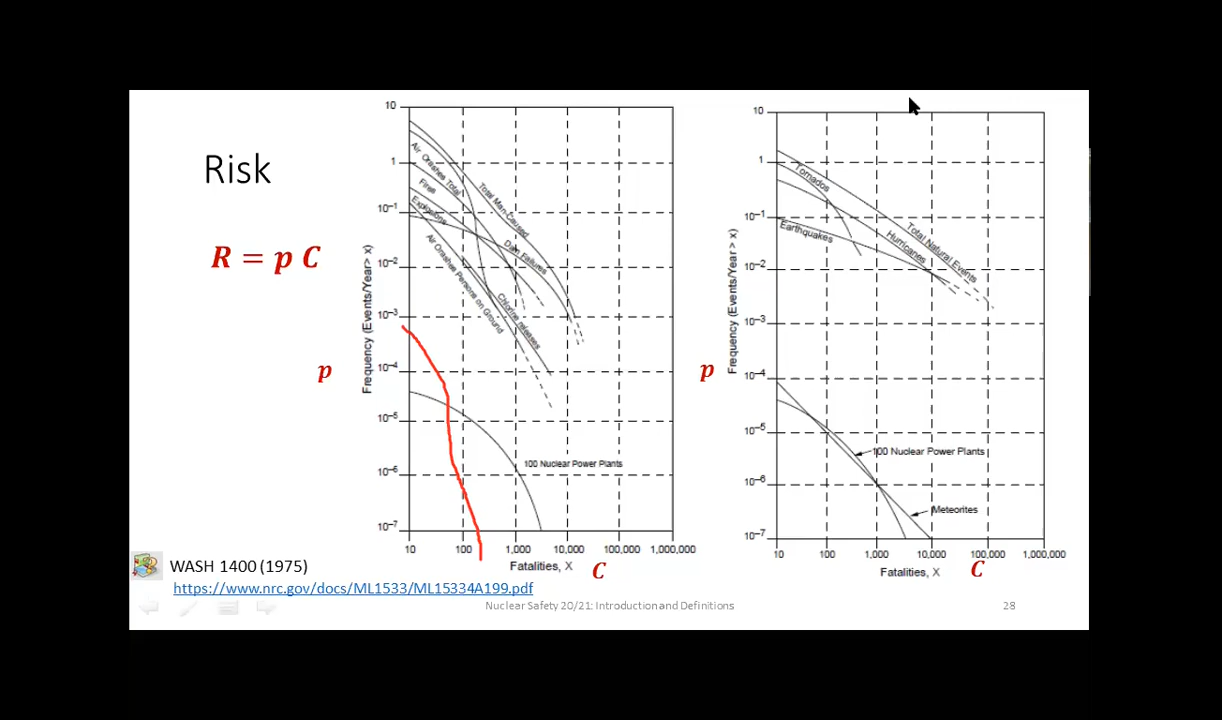 Risk
R = p C
p
Frequency (Events/Year> x)
10
1
10⁻¹
10⁻²
10⁻³
10⁻⁴
10⁻⁵
10⁻⁶
10⁻⁷
Air Crashes Total
Fires
Explosions
Total Man-Caused
Dam Failures
Air Crashes Persons on Ground
Chlorine releases
100 Nuclear Power Plants
10 100 1,000 10,000 100,000 1,000,000
Fatalities, X C
p
Frequency (Events/Year > x)
10
1
10⁻¹
10⁻²
10⁻³
10⁻⁴
10⁻⁵
10⁻⁶
10⁻⁷
Tornados
Earthquakes
Hurricanes
Total Natural Events
100 Nuclear Power Plants
Meteorites
10 100 1,000 10,000 100,000 1,000,000
Fatalities, X C
WASH 1400 (1975)
https://www.nrc.gov/docs/ML1533/ML15334A199.pdf
Nuclear Safety 20/21: Introduction and Definitions 28